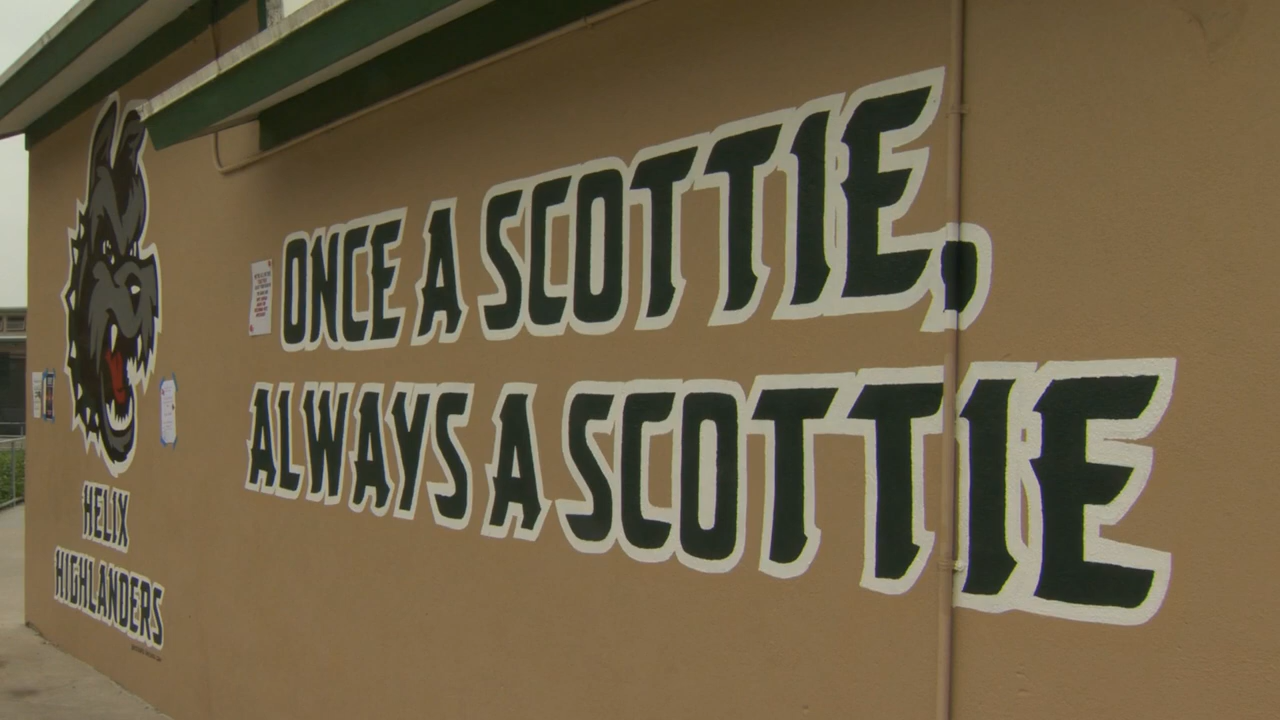 ONCE A SCOTTIE,
ALWAYS A SCOTTIE
HELIX
HIGHLANDERS